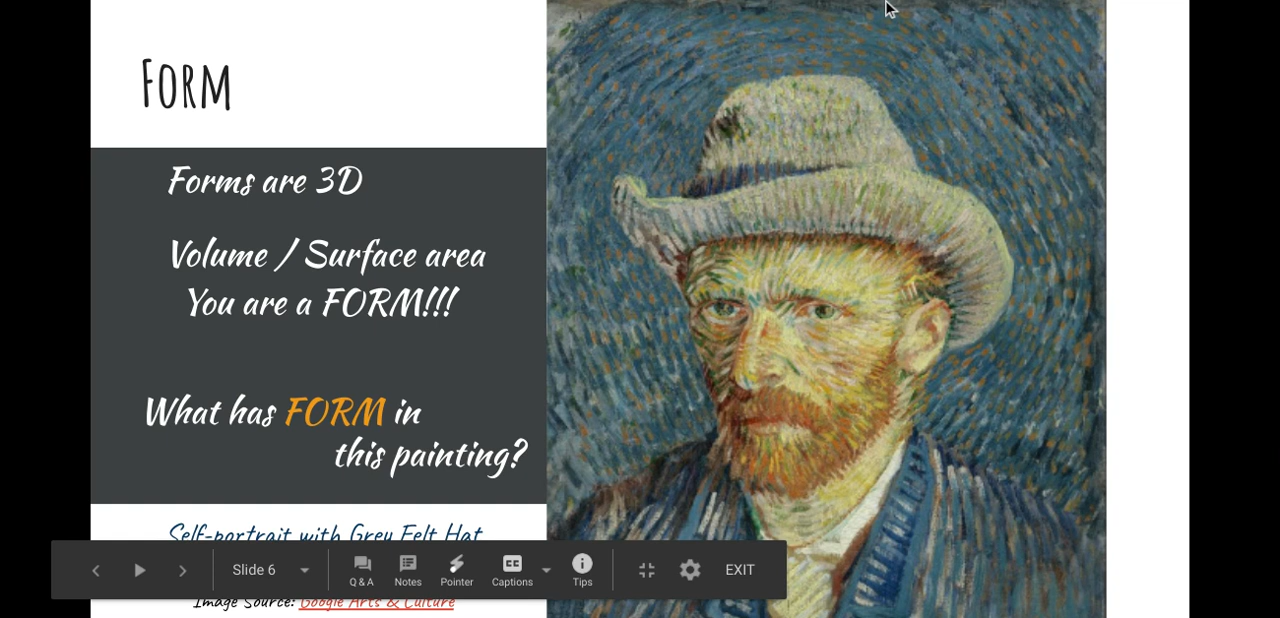 Form
Forms are 3D
Volume / Surface area
You are a FORM!!!
What has FORM in
this painting?
Self-portrait with Grey Felt Hat
Slide 6
Q & A
Notes
Pointer
CC
Captions
Tips
EXIT
Image Source: Google Arts & Culture